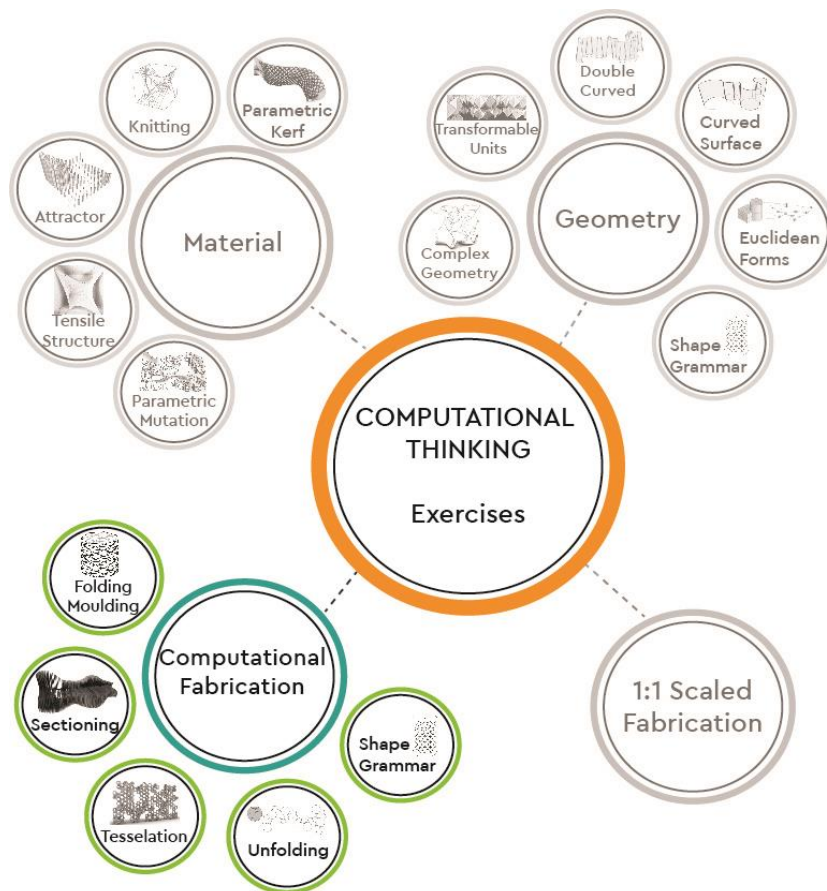 Knitting
Parametric
Kerf
Attractor
Material
Tensile
Structure
Parametric
Mutation
Double
Curved
Transformable
Units
Curved
Surface
Geometry
Complex
Geometry
Euclidean
Forms
Shape
Grammar
COMPUTATIONAL
THINKING
Exercises
Folding
Moulding
Computational
Fabrication
Sectioning
Shape
Grammar
Tesselation
Unfolding
1:1 Scaled
Fabrication